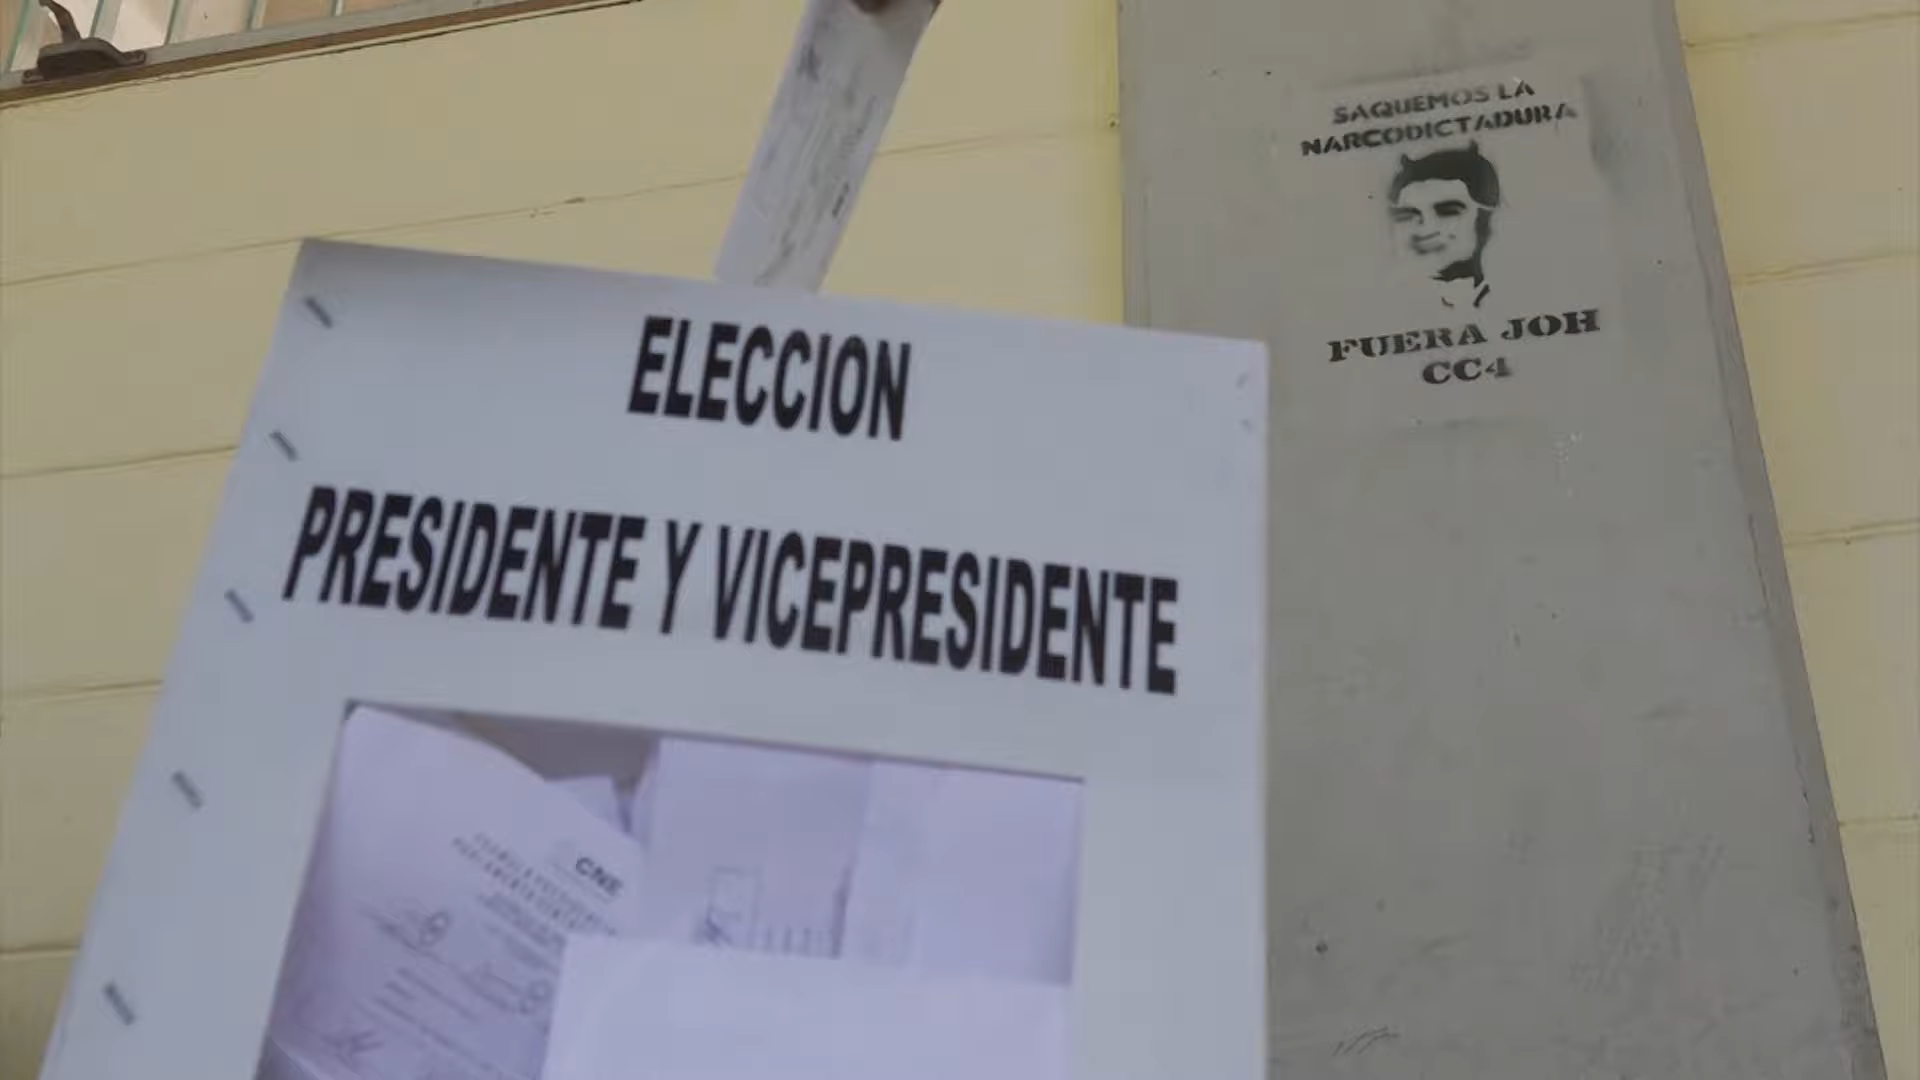 SAQUEMOS LA
NARCODICTADURA
FUERA JOH
CC4
ELECCION
PRESIDENTE Y VICEPRESIDENTE
CNE